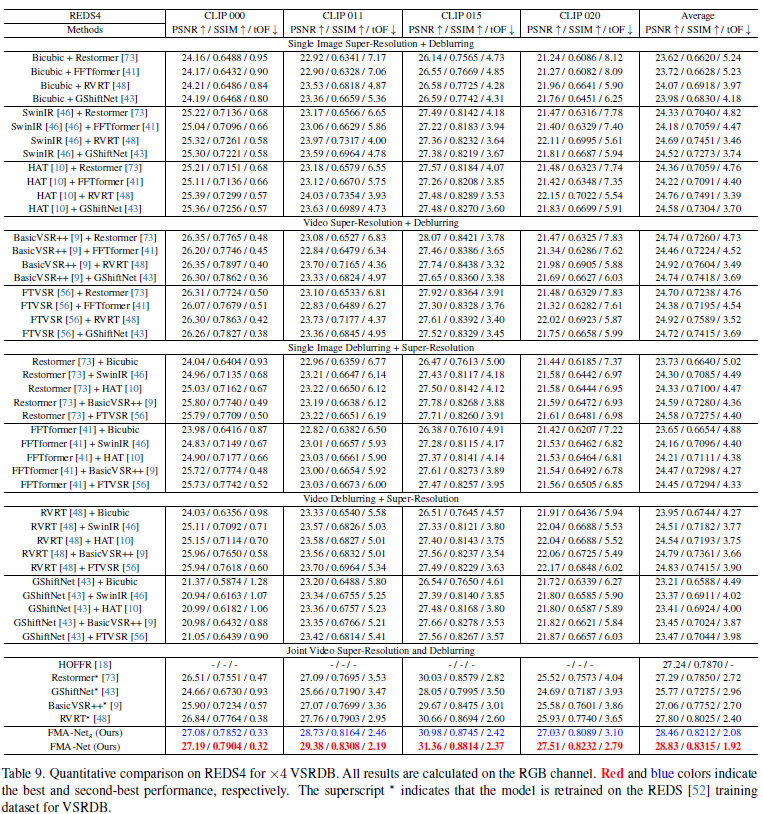 REDS4 CLIP 000 CLIP 011 CLIP 015 CLIP 020 Average
Methods PSNR ↑ / SSIM ↑ / tOF ↓ PSNR ↑ / SSIM ↑ / tOF ↓ PSNR ↑ / SSIM ↑ / tOF ↓ PSNR ↑ / SSIM ↑ / tOF ↓ PSNR ↑ / SSIM ↑ / tOF ↓
Single Image Super-Resolution + Deblurring
Bicubic + Restormer [73] 24.16 / 0.6488 / 0.95 22.92 / 0.6341 / 7.17 26.14 / 0.7565 / 4.73 21.24 / 0.6086 / 8.12 23.62 / 0.6620 / 5.24
Bicubic + FFTformer [41] 24.17 / 0.6432 / 0.90 22.90 / 0.6328 / 7.06 26.55 / 0.7669 / 4.85 21.27 / 0.6082 / 8.09 23.72 / 0.6628 / 5.23
Bicubic + RVRT [48] 24.21 / 0.6486 / 0.84 23.53 / 0.6818 / 4.87 26.58 / 0.7725 / 4.28 21.96 / 0.6641 / 5.90 24.07 / 0.6918 / 3.97
Bicubic + GShiftNet [43] 24.19 / 0.6468 / 0.80 23.36 / 0.6659 / 5.36 26.59 / 0.7742 / 4.31 21.76 / 0.6451 / 6.25 23.98 / 0.6830 / 4.18
SwinIR [46] + Restormer [73] 25.22 / 0.7136 / 0.68 23.17 / 0.6566 / 6.65 27.49 / 0.8142 / 4.18 21.47 / 0.6316 / 7.78 24.33 / 0.7040 / 4.82
SwinIR [46] [46] + FFTformer [41] 25.04 / 0.7096 / 0.66 23.06 / 0.6629 / 5.86 27.22 / 0.8183 / 3.94 21.40 / 0.6329 / 7.40 24.18 / 0.7059 / 4.47
SwinIR [46] + RVRT [48] 25.32 / 0.7261 / 0.58 23.97 / 0.7317 / 4.00 27.36 / 0.8232 / 3.64 22.11 / 0.6995 / 5.61 24.69 / 0.7451 / 3.46
SwinIR [46] + GShiftNet [43] 25.30 / 0.7221 / 0.58 23.59 / 0.6964 / 4.78 27.38 / 0.8219 / 3.67 21.81 / 0.6687 / 5.94 24.52 / 0.7273 / 3.74
HAT [10] + Restormer [73] 25.21 / 0.7151 / 0.68 23.18 / 0.6579 / 6.55 27.57 / 0.8184 / 4.07 21.48 / 0.6323 / 7.74 24.36 / 0.7059 / 4.76
HAT [10] + FFTformer [41] 25.11 / 0.7136 / 0.66 23.12 / 0.6670 / 5.75 27.26 / 0.8208 / 3.85 21.42 / 0.6348 / 7.35 24.22 / 0.7091 / 4.40
HAT [10] + RVRT [48] 25.39 / 0.7299 / 0.57 24.03 / 0.7354 / 3.93 27.48 / 0.8289 / 3.53 22.15 / 0.7022 / 5.54 24.76 / 0.7491 / 3.39
HAT [10] + GShiftNet [43] 25.36 / 0.7256 / 0.57 23.63 / 0.6989 / 4.73 27.48 / 0.8270 / 3.60 21.83 / 0.6699 / 5.91 24.58 / 0.7304 / 3.70
Video Super-Resolution + Deblurring
BasicVSR++ [9] + Restormer [73] 26.35 / 0.7765 / 0.48 23.08 / 0.6527 / 6.83 28.07 / 0.8421 / 3.78 21.47 / 0.6325 / 7.83 24.74 / 0.7260 / 4.73
BasicVSR++ [9] + FFTformer [41] 26.20 / 0.7746 / 0.45 22.84 / 0.6479 / 6.34 27.46 / 0.8386 / 3.65 21.34 / 0.6286 / 7.62 24.46 / 0.7224 / 4.52
BasicVSR++ [9] + RVRT [48] 26.35 / 0.7897 / 0.40 23.70 / 0.7165 / 4.36 27.74 / 0.8438 / 3.32 21.98 / 0.6905 / 5.88 24.92 / 0.7604 / 3.49
BasicVSR++ [9] + GShiftNet [43] 26.30 / 0.7862 / 0.36 23.33 / 0.6824 / 4.97 27.65 / 0.8360 / 3.38 21.69 / 0.6627 / 6.03 24.74 / 0.7418 / 3.69
FTVSR [56] + Restormer [73] 26.31 / 0.7724 / 0.50 23.10 / 0.6533 / 6.81 27.92 / 0.8364 / 3.91 21.48 / 0.6329 / 7.83 24.70 / 0.7238 / 4.76
FTVSR [56] + FFTformer [41] 26.07 / 0.7679 / 0.51 22.83 / 0.6489 / 6.27 27.30 / 0.8328 / 3.76 21.32 / 0.6282 / 7.61 24.38 / 0.7195 / 4.54
FTVSR [56] + RVRT [48] 26.30 / 0.7863 / 0.42 23.73 / 0.7177 / 4.37 27.61 / 0.8392 / 3.40 22.02 / 0.6923 / 5.87 24.92 / 0.7589 / 3.52
FTVSR [56] + GShiftNet [43] 26.26 / 0.7827 / 0.38 23.36 / 0.6845 / 4.95 27.52 / 0.8329 / 3.45 21.75 / 0.6658 / 5.99 24.72 / 0.7415 / 3.69
Single Image Deblurring + Super-Resolution
Restormer [73] + Bicubic 24.04 / 0.6404 / 0.93 22.96 / 0.6359 / 6.77 26.47 / 0.7613 / 5.00 21.44 / 0.6185 / 7.37 23.73 / 0.6640 / 5.02
Restormer [73] + SwinIR [46] 24.96 / 0.7135 / 0.68 23.21 / 0.6647 / 6.14 27.43 / 0.8117 / 4.18 21.58 / 0.6442 / 6.97 24.30 / 0.7085 / 4.49
Restormer [73] + HAT [10] 25.03 / 0.7162 / 0.67 23.22 / 0.6650 / 6.12 27.50 / 0.8142 / 4.12 21.58 / 0.6444 / 6.95 24.33 / 0.7100 / 4.47
Restormer [73] + BasicVSR++ [9] 25.80 / 0.7740 / 0.49 23.19 / 0.6638 / 6.12 27.78 / 0.8268 / 3.88 21.59 / 0.6472 / 6.93 24.59 / 0.7280 / 4.36
Restormer [73] + FTVSR [56] 25.79 / 0.7709 / 0.50 23.22 / 0.6651 / 6.19 27.71 / 0.8260 / 3.91 21.61 / 0.6481 / 6.98 24.58 / 0.7275 / 4.40
FFTformer [41] + Bicubic 23.98 / 0.6416 / 0.87 22.82 / 0.6382 / 6.50 26.38 / 0.7610 / 4.91 21.42 / 0.6207 / 7.22 23.65 / 0.6654 / 4.88
FFTformer [41] + SwinIR [46] 24.83 / 0.7149 / 0.67 23.01 / 0.6657 / 5.93 27.28 / 0.8115 / 4.17 21.53 / 0.6462 / 6.82 24.16 / 0.7096 / 4.40
FFTformer [41] + HAT [10] 24.90 / 0.7177 / 0.66 23.03 / 0.6661 / 5.90 27.37 / 0.8141 / 4.14 21.53 / 0.6464 / 6.81 24.21 / 0.7111 / 4.38
FFTformer [41] + BasicVSR++ [9] 25.72 / 0.7774 / 0.48 23.00 / 0.6654 / 5.92 27.61 / 0.8273 / 3.89 21.54 / 0.6492 / 6.78 24.47 / 0.7298 / 4.27
FFTformer [41] + FTVSR [56] 25.73 / 0.7742 / 0.52 23.03 / 0.6673 / 6.00 27.47 / 0.8257 / 3.95 21.56 / 0.6505 / 6.85 24.45 / 0.7294 / 4.33
Video Deblurring + Super-Resolution
RVRT [48] + Bicubic 24.03 / 0.6356 / 0.98 23.33 / 0.6540 / 5.58 26.51 / 0.7645 / 4.57 21.91 / 0.6436 / 5.94 23.95 / 0.6744 / 4.27
RVRT [48] + SwinIR [46] 25.11 / 0.7092 / 0.71 23.57 / 0.6826 / 5.03 27.33 / 0.8121 / 3.80 22.04 / 0.6688 / 5.53 24.51 / 0.7182 / 3.77
RVRT [48] + HAT [10] 25.15 / 0.7114 / 0.70 23.58 / 0.6827 / 5.01 27.40 / 0.8143 / 3.75 22.04 / 0.6688 / 5.52 24.54 / 0.7193 / 3.75
RVRT [48] + BasicVSR++ [9] 25.96 / 0.7650 / 0.58 23.56 / 0.6832 / 5.01 27.56 / 0.8237 / 3.54 22.06 / 0.6725 / 5.49 24.79 / 0.7361 / 3.66
RVRT [48] + FTVSR [56] 25.94 / 0.7618 / 0.60 23.70 / 0.6964 / 5.34 27.49 / 0.8229 / 3.63 22.17 / 0.6848 / 6.02 24.83 / 0.7415 / 3.90
GShiftNet [43] + Bicubic 21.37 / 0.5874 / 1.28 23.20 / 0.6488 / 5.80 26.54 / 0.7650 / 4.61 21.72 / 0.6339 / 6.27 23.21 / 0.6588 / 4.49
GShiftNet [43] + SwinIR [46] 20.94 / 0.6163 / 1.07 23.34 / 0.6755 / 5.25 27.39 / 0.8140 / 3.85 21.80 / 0.6585 / 5.90 23.37 / 0.6911 / 4.02
GShiftNet [43] + HAT [10] 20.99 / 0.6182 / 1.06 23.36 / 0.6757 / 5.23 27.48 / 0.8168 / 3.80 21.80 / 0.6587 / 5.89 23.41 / 0.6924 / 4.00
GShiftNet [43] + BasicVSR++ [9] 20.98 / 0.6432 / 0.88 23.35 / 0.6766 / 5.21 27.66 / 0.8278 / 3.53 21.82 / 0.6621 / 5.84 23.45 / 0.7024 / 3.87
GShiftNet [43] + FTVSR [56] 21.05 / 0.6439 / 0.90 23.42 / 0.6814 / 5.41 27.56 / 0.8267 / 3.57 21.86 / 0.6657 / 6.03 23.47 / 0.7044 / 3.98
Joint Video Super-Resolution and Deblurring
HOFFR [18] - / - / - - / - / - - / - / - - / - / - 27.24 / 0.7870 / -
Restormer* [73] 26.51 / 0.7551 / 0.47 27.09 / 0.7695 / 3.53 30.03 / 0.8579 / 2.82 25.52 / 0.7573 / 4.04 27.29 / 0.7850 / 2.72
GShiftNet* [43] 24.66 / 0.6730 / 0.93 25.66 / 0.7190 / 3.47 28.05 / 0.7995 / 3.50 24.69 / 0.7187 / 3.93 25.77 / 0.7275 / 2.96
BasicVSR++* [9] 25.90 / 0.7234 / 0.57 27.07 / 0.7699 / 3.36 29.67 / 0.8475 / 3.01 25.58 / 0.7601 / 3.86 27.06 / 0.7752 / 2.70
RVRT* [48] 26.84 / 0.7764 / 0.38 27.76 / 0.7903 / 2.95 30.66 / 0.8694 / 2.60 25.93 / 0.7740 / 3.65 27.80 / 0.8025 / 2.40
FMA-Netₛ (Ours) 27.08 / 0.7852 / 0.33 28.73 / 0.8164 / 2.46 30.98 / 0.8745 / 2.42 27.03 / 0.8089 / 3.10 28.46 / 0.8212 / 2.08
FMA-Net (Ours) 27.19 / 0.7904 / 0.32 29.38 / 0.8308 / 2.19 31.36 / 0.8814 / 2.37 27.51 / 0.8232 / 2.79 28.83 / 0.8315 / 1.92
Table 9. Quantitative comparison on REDS4 for ×4 VSRDB. All results are calculated on the RGB channel. Red and blue colors indicate
the best and second-best performance, respectively. The superscript * indicates that the model is retrained on the REDS [52] training
dataset for VSRDB.